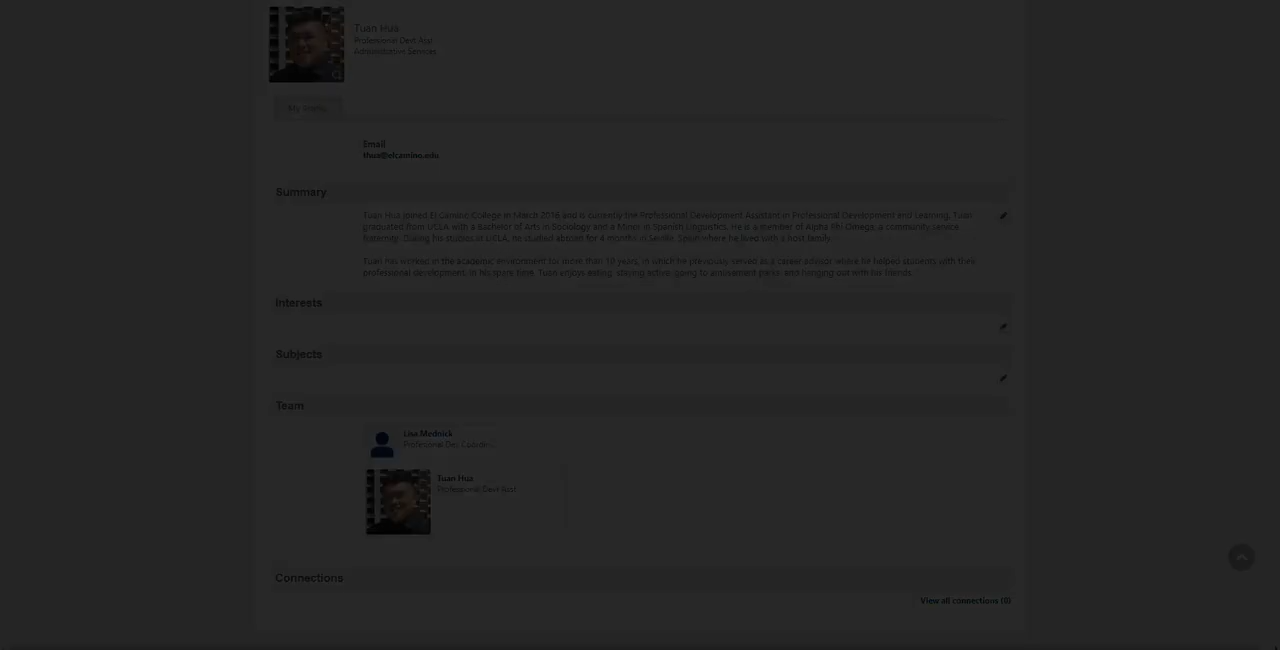 Tuan Hua
Professional Devt Asst
Administrative Services
My Profile
Email
thua@elcamino.edu
Summary
Tuan Hua joined El Camino College in March 2016 and is currently the Professional Development Assistant in Professional Development and Learning. Tuan
graduated from UCLA with a Bachelor of Arts in Sociology and a Minor in Spanish Linguistics. He is a member of Alpha Phi Omega, a community service
fraternity. During his studies at UCLA, he studied abroad for 4 months in Seville, Spain where he lived with a host family.
Tuan has worked in the academic environment for more than 10 years, in which he previously served as a career advisor where he helped students with their
professional development. In his spare time, Tuan enjoys eating, staying active, going to amusement parks, and hanging out with his friends.
Interests
Subjects
Team
Lisa Mednick
Professional Dev Coordin...
Tuan Hua
Professional Devt Asst
Connections
View all connections (0)